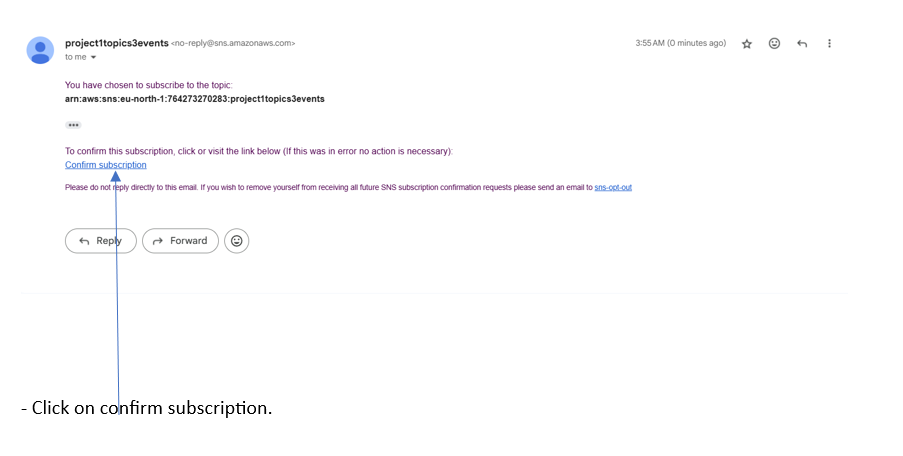 project1topics3events <no-reply@sns.amazonaws.com> 3:55 AM (0 minutes ago)
to me
You have chosen to subscribe to the topic:
arn:aws:sns:eu-north-1:764273270283:project1topics3events
To confirm this subscription, click or visit the link below (If this was in error no action is necessary):
Confirm subscription
Please do not reply directly to this email. If you wish to remove yourself from receiving all future SNS subscription confirmation requests please send an email to sns-opt-out
Reply Forward
- Click on confirm subscription.